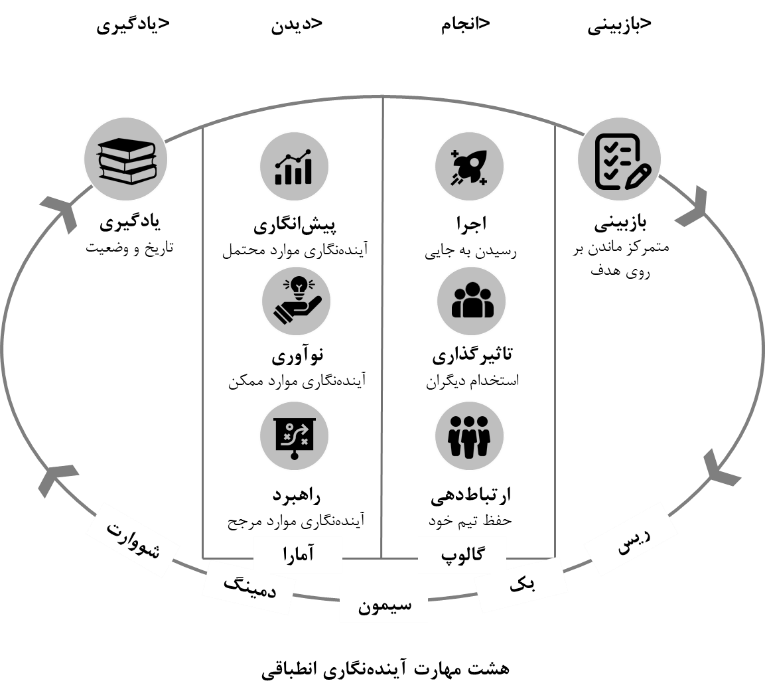 >یادگیری
>دیدن
>انجام
>بازبینی
یادگیری
تاریخ و وضعیت
پیش‌انگاری
آینده‌نگاری موارد محتمل
نوآوری
آینده‌نگاری موارد ممکن
راهبرد
آینده‌نگاری موارد مرجح
اجرا
رسیدن به جایی
تاثیرگذاری
استخدام دیگران
ارتباط‌دهی
حفظ تیم خود
بازبینی
متمرکز ماندن بر
روی هدف
آمارا
گالوپ
شووارت
دمینگ
سیمون
بک
ریس
هشت مهارت آینده‌نگاری انطباقی